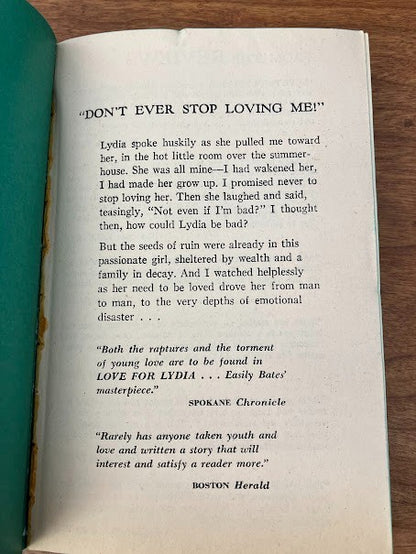 "DON'T EVER STOP LOVING ME!"
Lydia spoke huskily as she pulled me toward
her, in the hot little room over the summer-
house. She was all mine—I had wakened her,
I had made her grow up. I promised never to
stop loving her. Then she laughed and said,
teasingly, "Not even if I'm bad?" I thought
then, how could Lydia be bad?
But the seeds of ruin were already in this
passionate girl, sheltered by wealth and a
family in decay. And I watched helplessly
as her need to be loved drove her from man
to man, to the very depths of emotional
disaster . . .
"Both the raptures and the torment
of young love are to be found in
LOVE FOR LYDIA . . . Easily Bates'
masterpiece."
SPOKANE Chronicle
"Rarely has anyone taken youth and
love and written a story that will
interest and satisfy a reader more."
BOSTON Herald